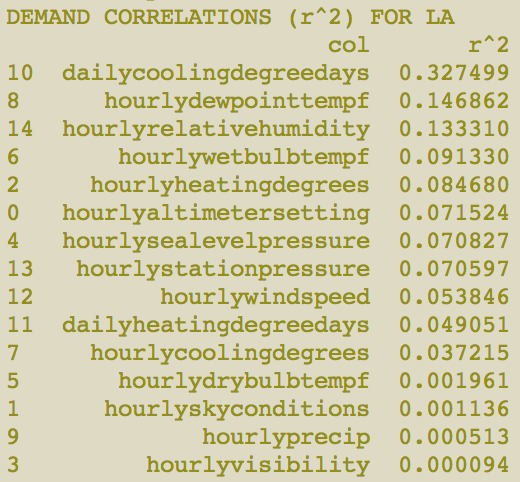 DEMAND CORRELATIONS (r^2) FOR LA
col r^2
10 dailycoolingdegreedays 0.327499
8 hourlydewpointtempf 0.146862
14 hourlyrelativehumidity 0.133310
6 hourlywetbulbtempf 0.091330
2 hourlyheatingdegrees 0.084680
0 hourlyaltimetersetting 0.071524
4 hourlysealevelpressure 0.070827
13 hourlystationpressure 0.070597
12 hourlywindspeed 0.053846
11 dailyheatingdegreedays 0.049051
7 hourlycoolingdegrees 0.037215
5 hourlydrybulbtempf 0.001961
1 hourlyskyconditions 0.001136
9 hourlyprecip 0.000513
3 hourlyvisibility 0.000094